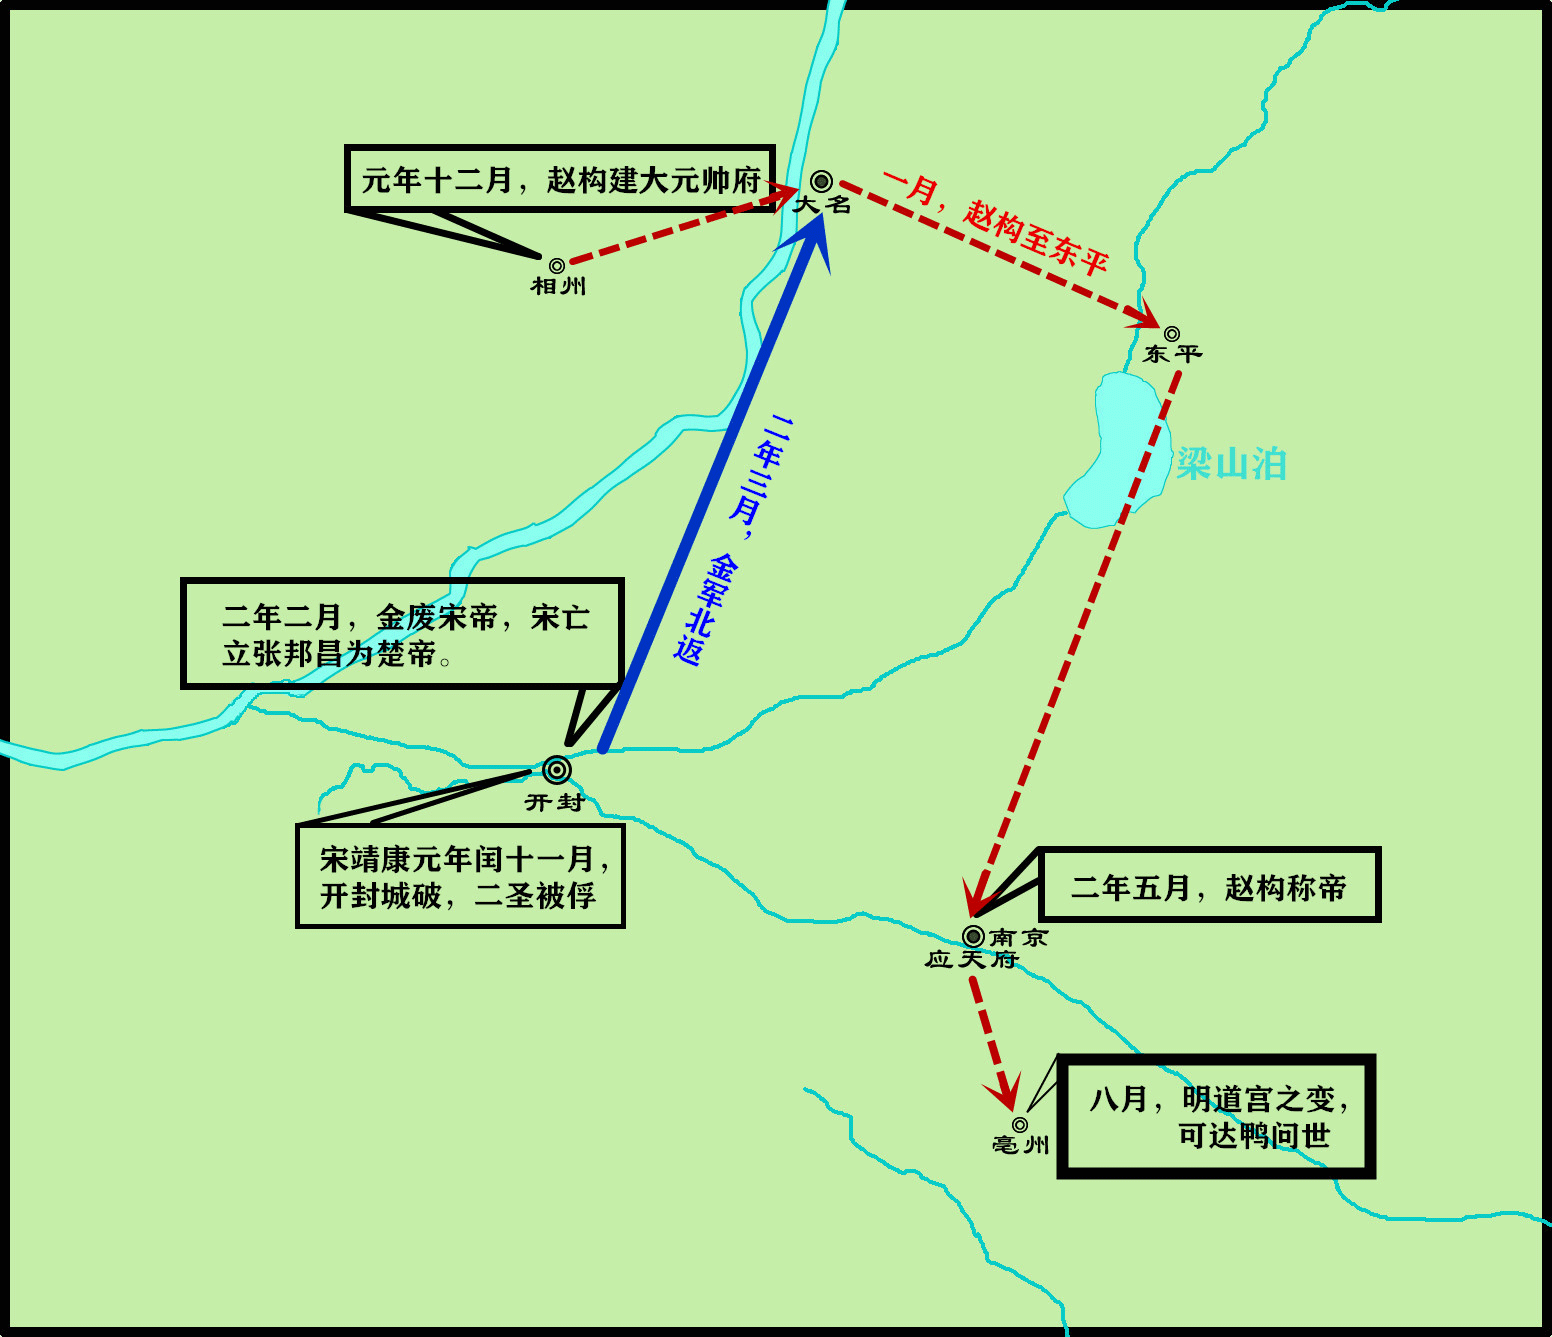 元年十二月，赵构建大元帅府
大名
一月，赵构至东平
相州
东平
梁山泊
二年三月，金军北返
二年二月，金废宋帝，宋亡
立张邦昌为楚帝。
开封
宋靖康元年闰十一月，
开封城破，二圣被俘
二年五月，赵构称帝
南京
应天府
八月，明道宫之变，
可达鸭问世
亳州